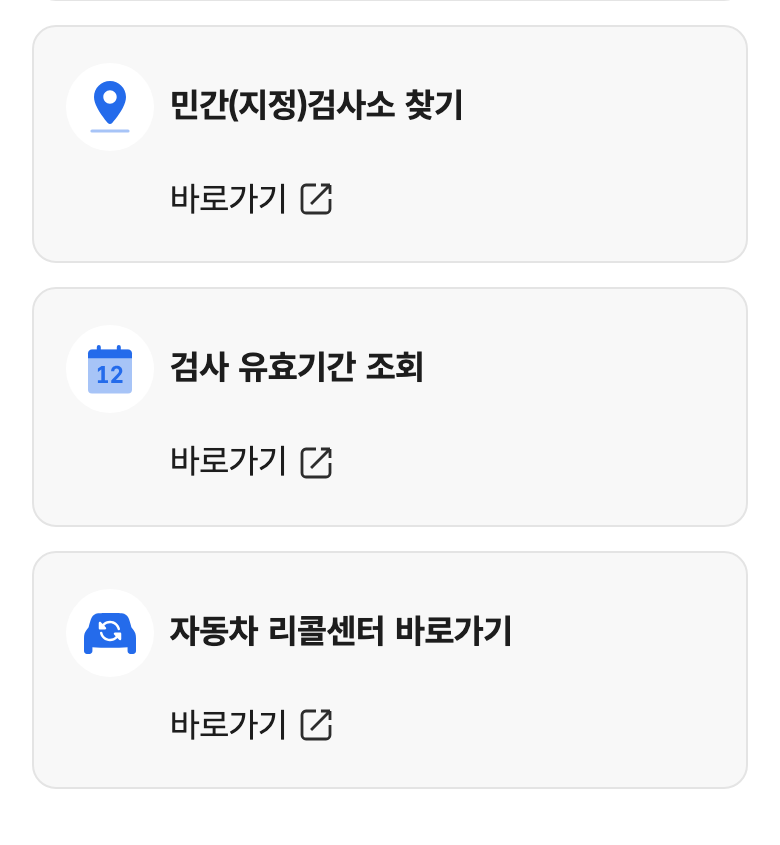 민간(지정)검사소 찾기
바로가기
12
검사 유효기간 조회
바로가기
자동차 리콜센터 바로가기
바로가기